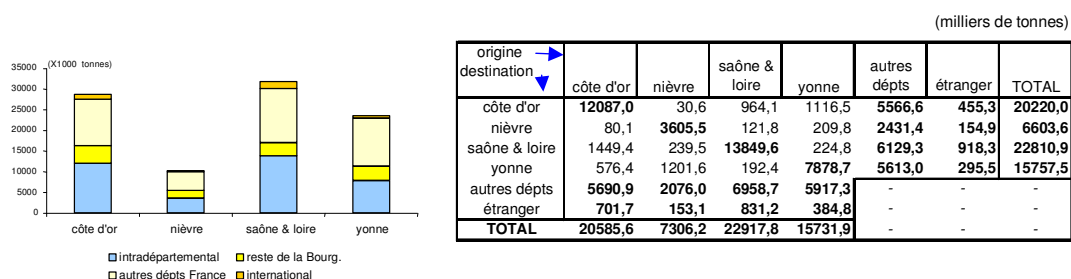 (milliers de tonnes)
(X1000 tonnes)
35000
30000
25000
20000
15000
10000
5000
0
côte d'or nièvre saône & loire yonne
intradépartemental reste de la Bourg.
autres dépts France international
origine
destination
côte d'or nièvre saône & loire yonne autres dépts étranger TOTAL
côte d'or 12087,0 30,6 964,1 1116,5 5566,6 455,3 20220,0
nièvre 80,1 3605,5 121,8 209,8 2431,4 154,9 6603,6
saône & loire 1449,4 239,5 13849,6 224,8 6129,3 918,3 22810,9
yonne 576,4 1201,6 192,4 7878,7 5613,0 295,5 15757,5
autres dépts 5690,9 2076,0 6958,7 5917,3 - - -
étranger 701,7 153,1 831,2 384,8 - - -
TOTAL 20585,6 7306,2 22917,8 15731,9 - - -